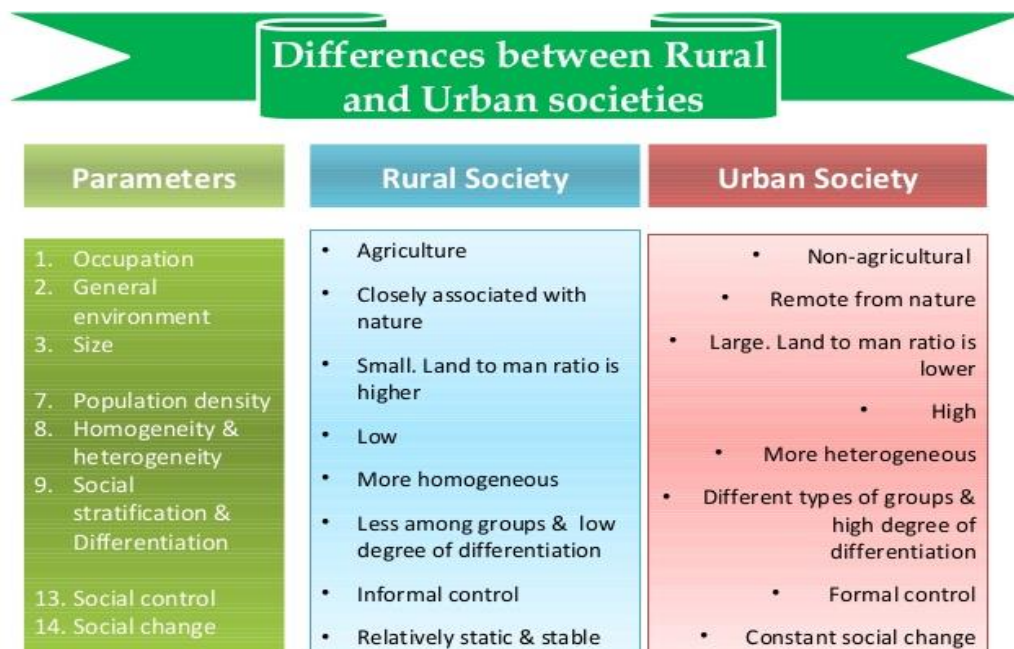 Differences between Rural
and Urban societies
Parameters
1. Occupation
2. General
environment
3. Size
7. Population density
8. Homogeneity &
heterogeneity
9. Social
stratification &
Differentiation
13. Social control
14. Social change
Rural Society
• Agriculture
• Closely associated with
nature
• Small. Land to man ratio is
higher
• Low
• More homogeneous
• Less among groups & low
degree of differentiation
• Informal control
• Relatively static & stable
Urban Society
• Non-agricultural
• Remote from nature
• Large. Land to man ratio is
lower
• High
• More heterogeneous
• Different types of groups &
high degree of
differentiation
• Formal control
• Constant social change